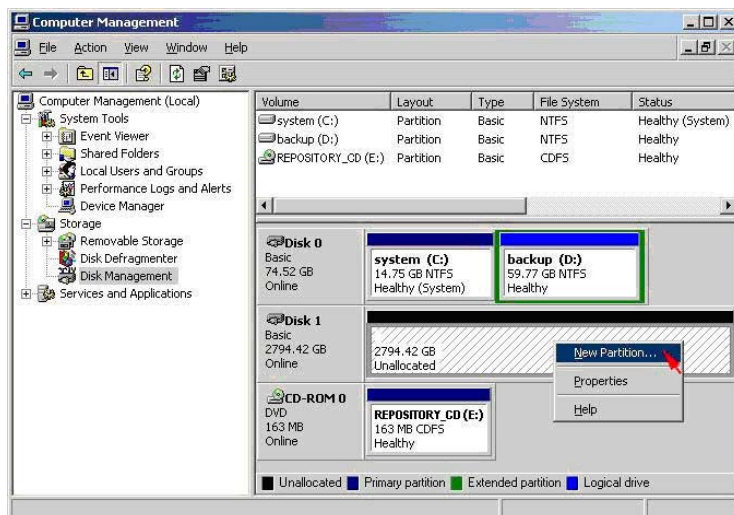 Computer Management
File Action View Window Help
Computer Management (Local)
System Tools
Event Viewer
Shared Folders
Local Users and Groups
Performance Logs and Alerts
Device Manager
Storage
Removable Storage
Disk Defragmenter
Disk Management
Services and Applications
Volume Layout Type File System Status
system (C:) Partition Basic NTFS Healthy (System)
backup (D:) Partition Basic NTFS Healthy
REPOSITORY_CD (E:) Partition Basic CDFS Healthy
Disk 0
Basic
74.52 GB
Online
system (C:)
14.75 GB NTFS
Healthy (System)
backup (D:)
59.77 GB NTFS
Healthy
Disk 1
Basic
2794.42 GB
Online
2794.42 GB
Unallocated
New Partition...
Properties
Help
CD-ROM 0
DVD
163 MB
Online
REPOSITORY_CD (E:)
163 MB CDFS
Healthy
Unallocated Primary partition Extended partition Logical drive